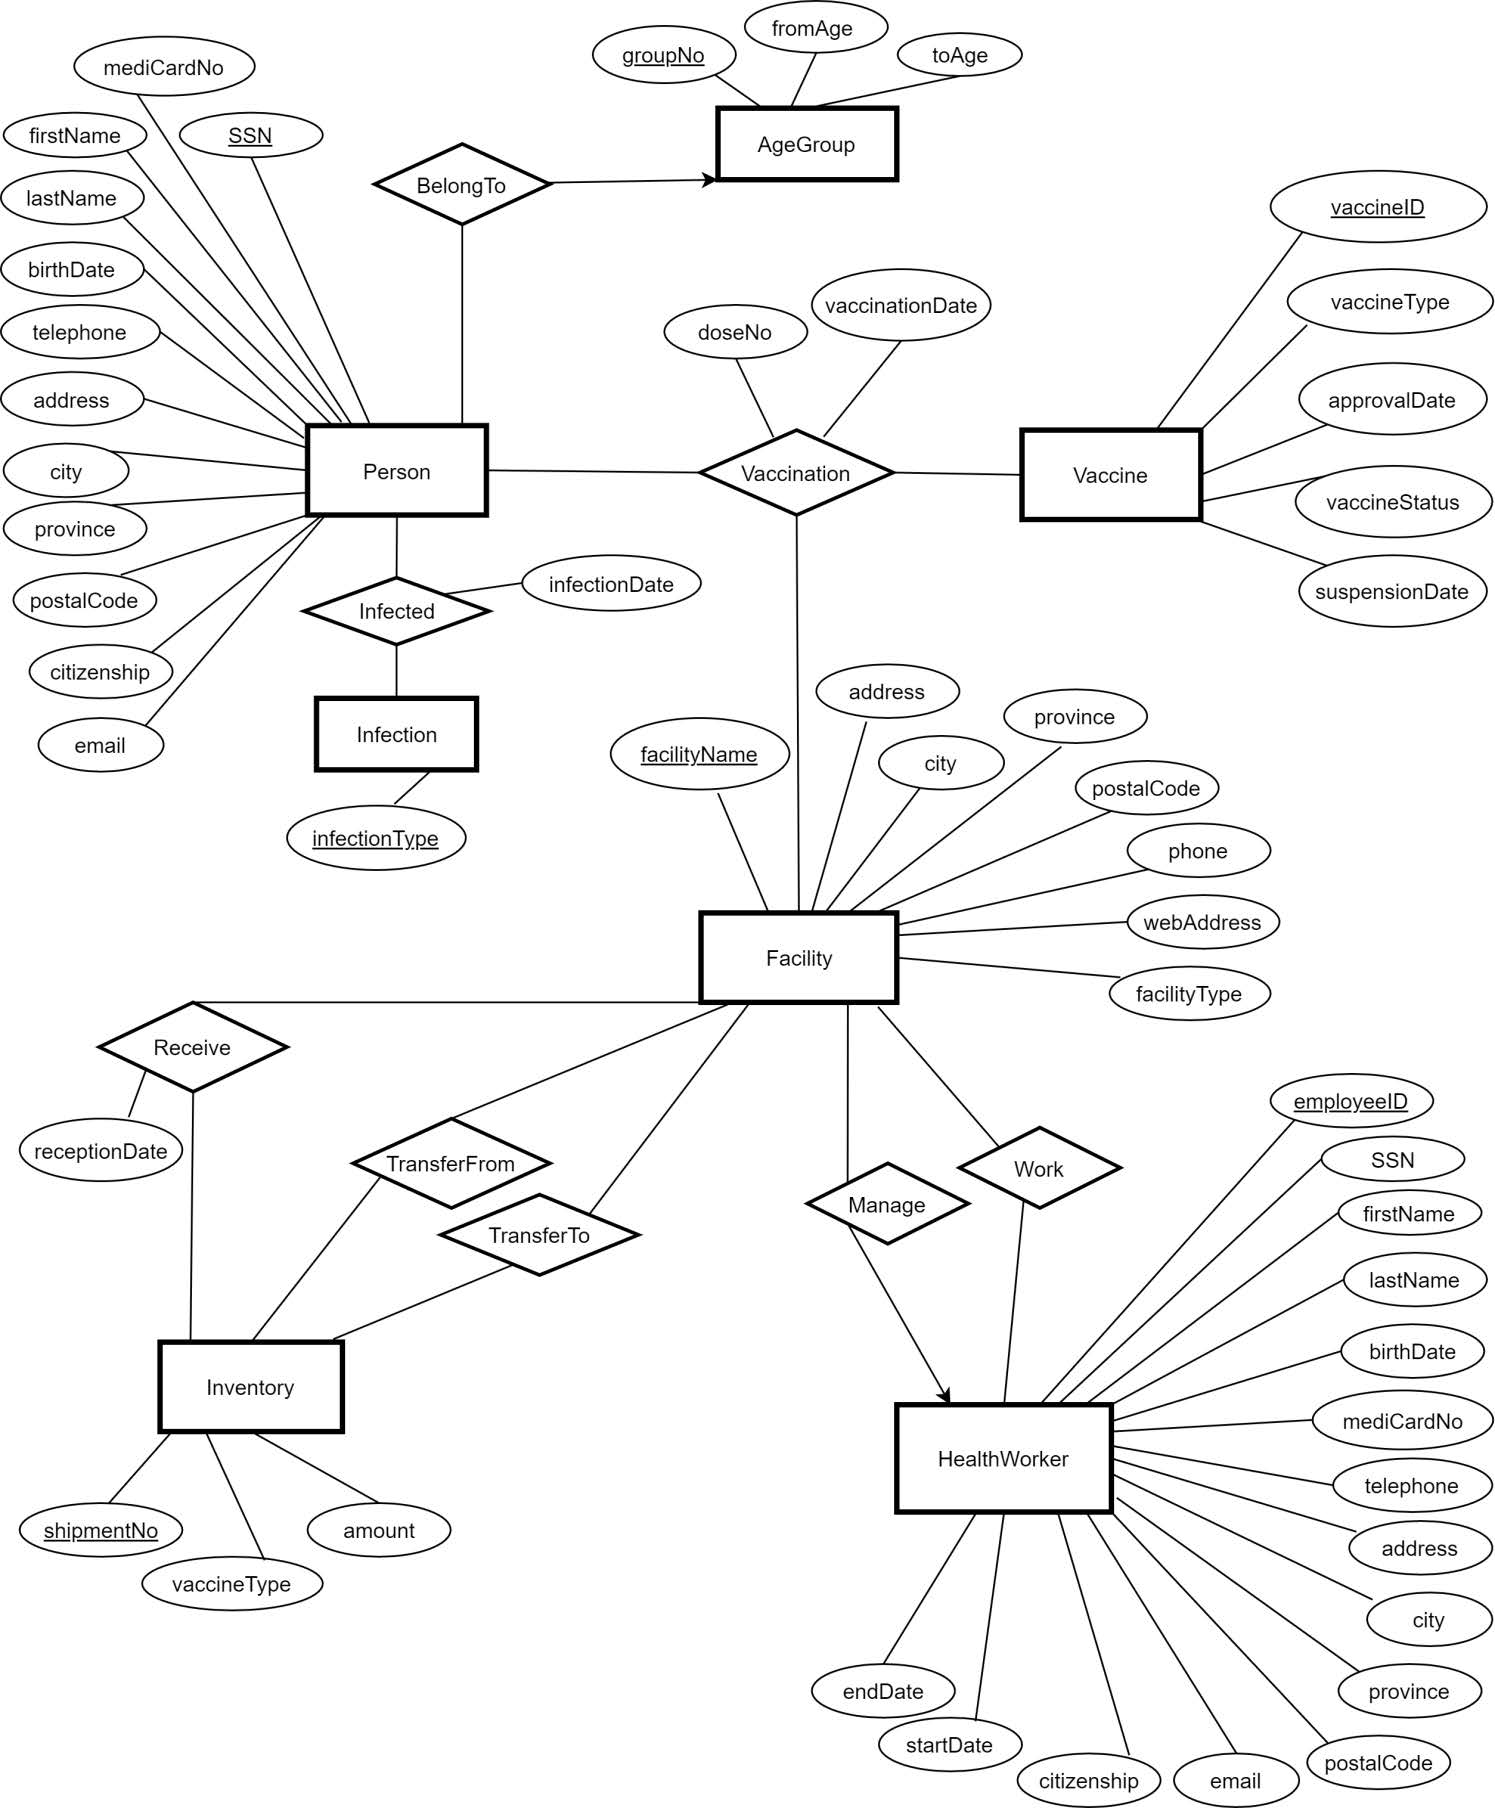 mediCardNo
firstName
SSN
lastName
birthDate
telephone
address
city
province
postalCode
citizenship
email
groupNo
fromAge
toAge
AgeGroup
BelongTo
vaccineID
vaccineType
approvalDate
vaccineStatus
suspensionDate
doseNo
vaccinationDate
Person
Vaccination
Vaccine
Infected
infectionDate
Infection
infectionType
facilityName
address
city
province
postalCode
phone
webAddress
facilityType
Facility
Receive
receptionDate
TransferFrom
TransferTo
Manage
Work
Inventory
shipmentNo
vaccineType
amount
HealthWorker
employeeID
SSN
firstName
lastName
birthDate
mediCardNo
telephone
address
city
province
postalCode
email
citizenship
startDate
endDate